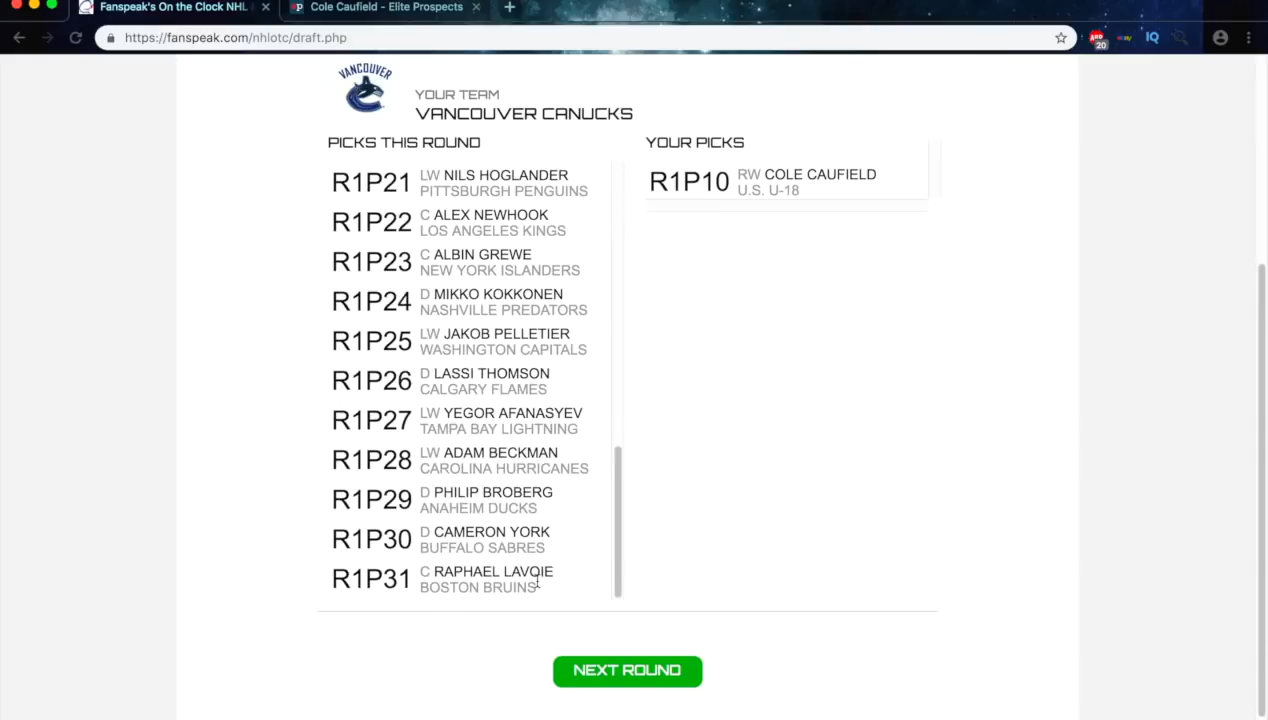 Fanspeak's On the Clock NHL
Cole Caufield - Elite Prospects
https://fanspeak.com/nhlotc/draft.php
20
IQ
VANCOUVER
YOUR TEAM
VANCOUVER CANUCKS
PICKS THIS ROUND
R1P21 LW NILS HOGLANDER
PITTSBURGH PENGUINS
R1P22 C ALEX NEWHOOK
LOS ANGELES KINGS
R1P23 C ALBIN GREWE
NEW YORK ISLANDERS
R1P24 D MIKKO KOKKONEN
NASHVILLE PREDATORS
R1P25 LW JAKOB PELLETIER
WASHINGTON CAPITALS
R1P26 D LASSI THOMSON
CALGARY FLAMES
R1P27 LW YEGOR AFANASYEV
TAMPA BAY LIGHTNING
R1P28 LW ADAM BECKMAN
CAROLINA HURRICANES
R1P29 D PHILIP BROBERG
ANAHEIM DUCKS
R1P30 D CAMERON YORK
BUFFALO SABRES
R1P31 C RAPHAEL LAVOIE
BOSTON BRUINS
YOUR PICKS
R1P10 RW COLE CAUFIELD
U.S. U-18
NEXT ROUND